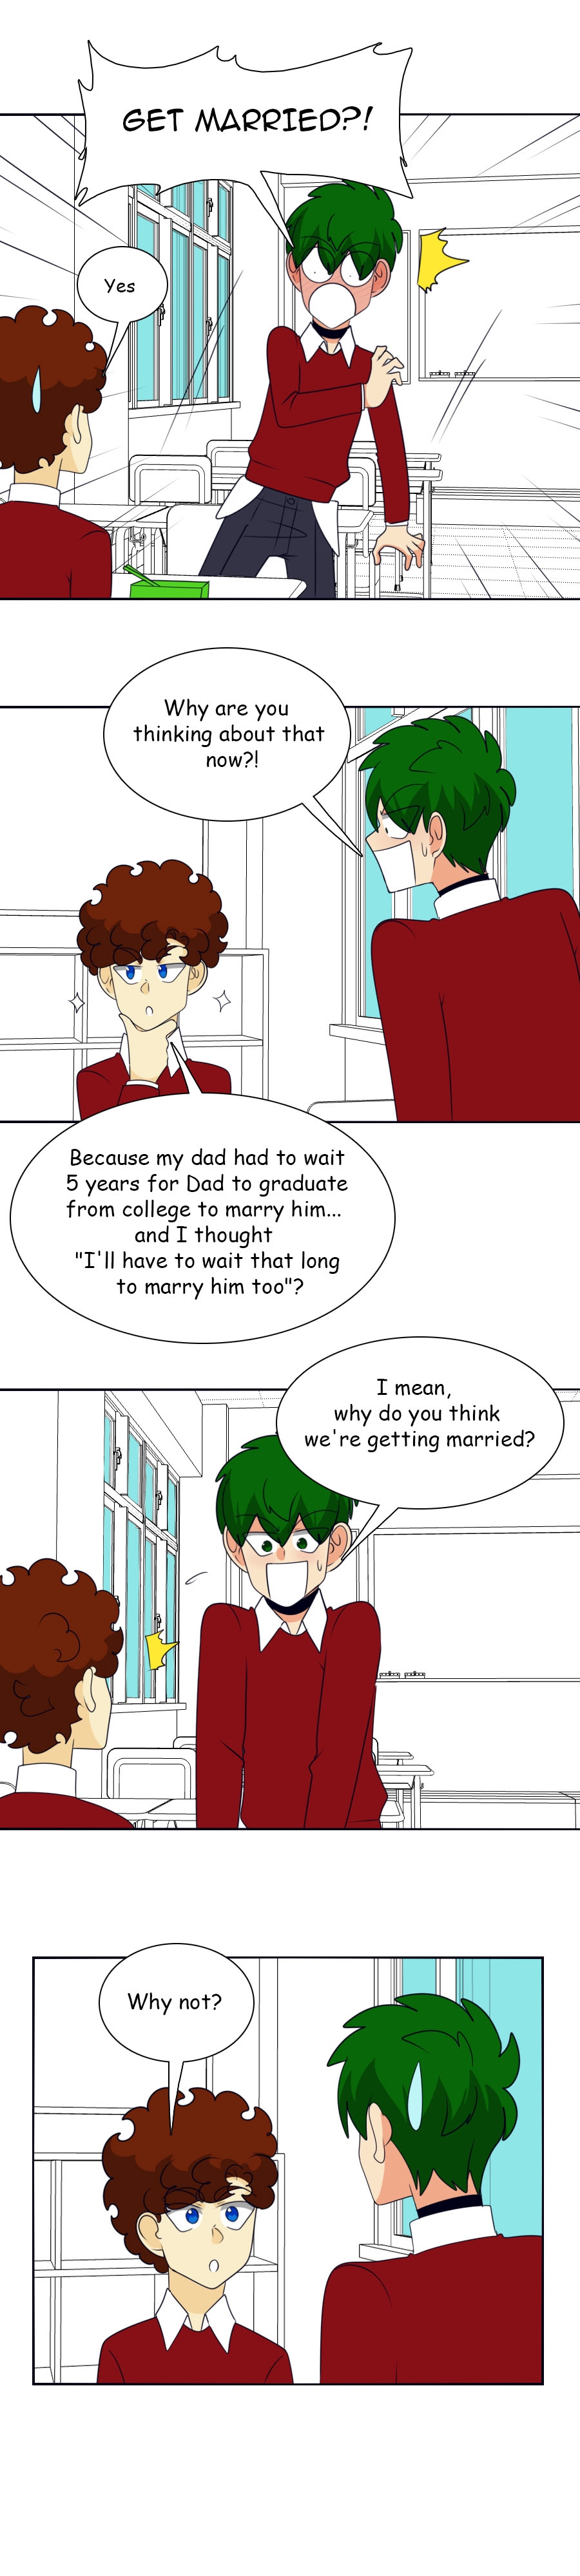 GET MARRIED?!
Yes
Why are you
thinking about that
now?!
Because my dad had to wait
5 years for Dad to graduate
from college to marry him...
and I thought
"I'll have to wait that long
to marry him too"?
I mean,
why do you think
we're getting married?
Why not?